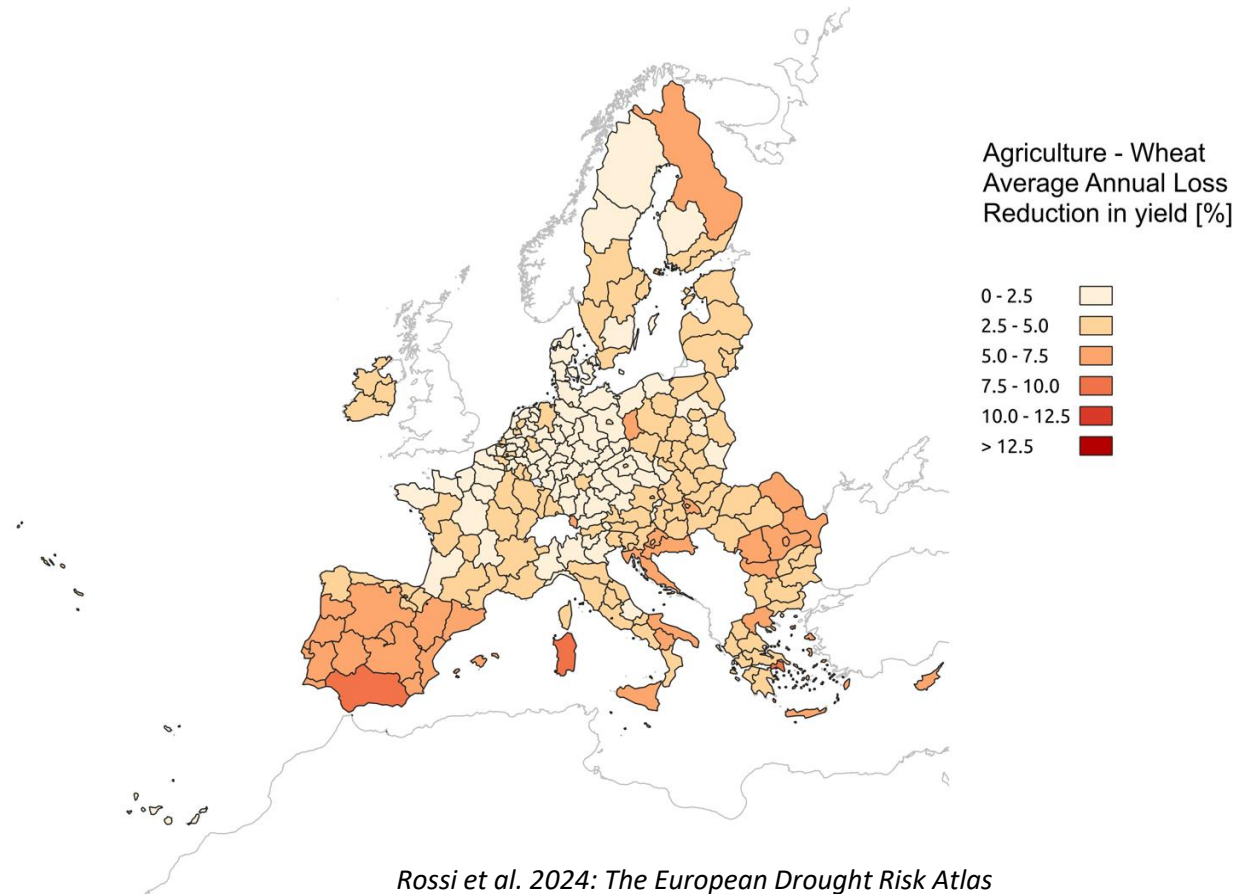 Agriculture - Wheat
Average Annual Loss
Reduction in yield [%]
0 - 2.5
2.5 - 5.0
5.0 - 7.5
7.5 - 10.0
10.0 - 12.5
> 12.5
Rossi et al. 2024: The European Drought Risk Atlas